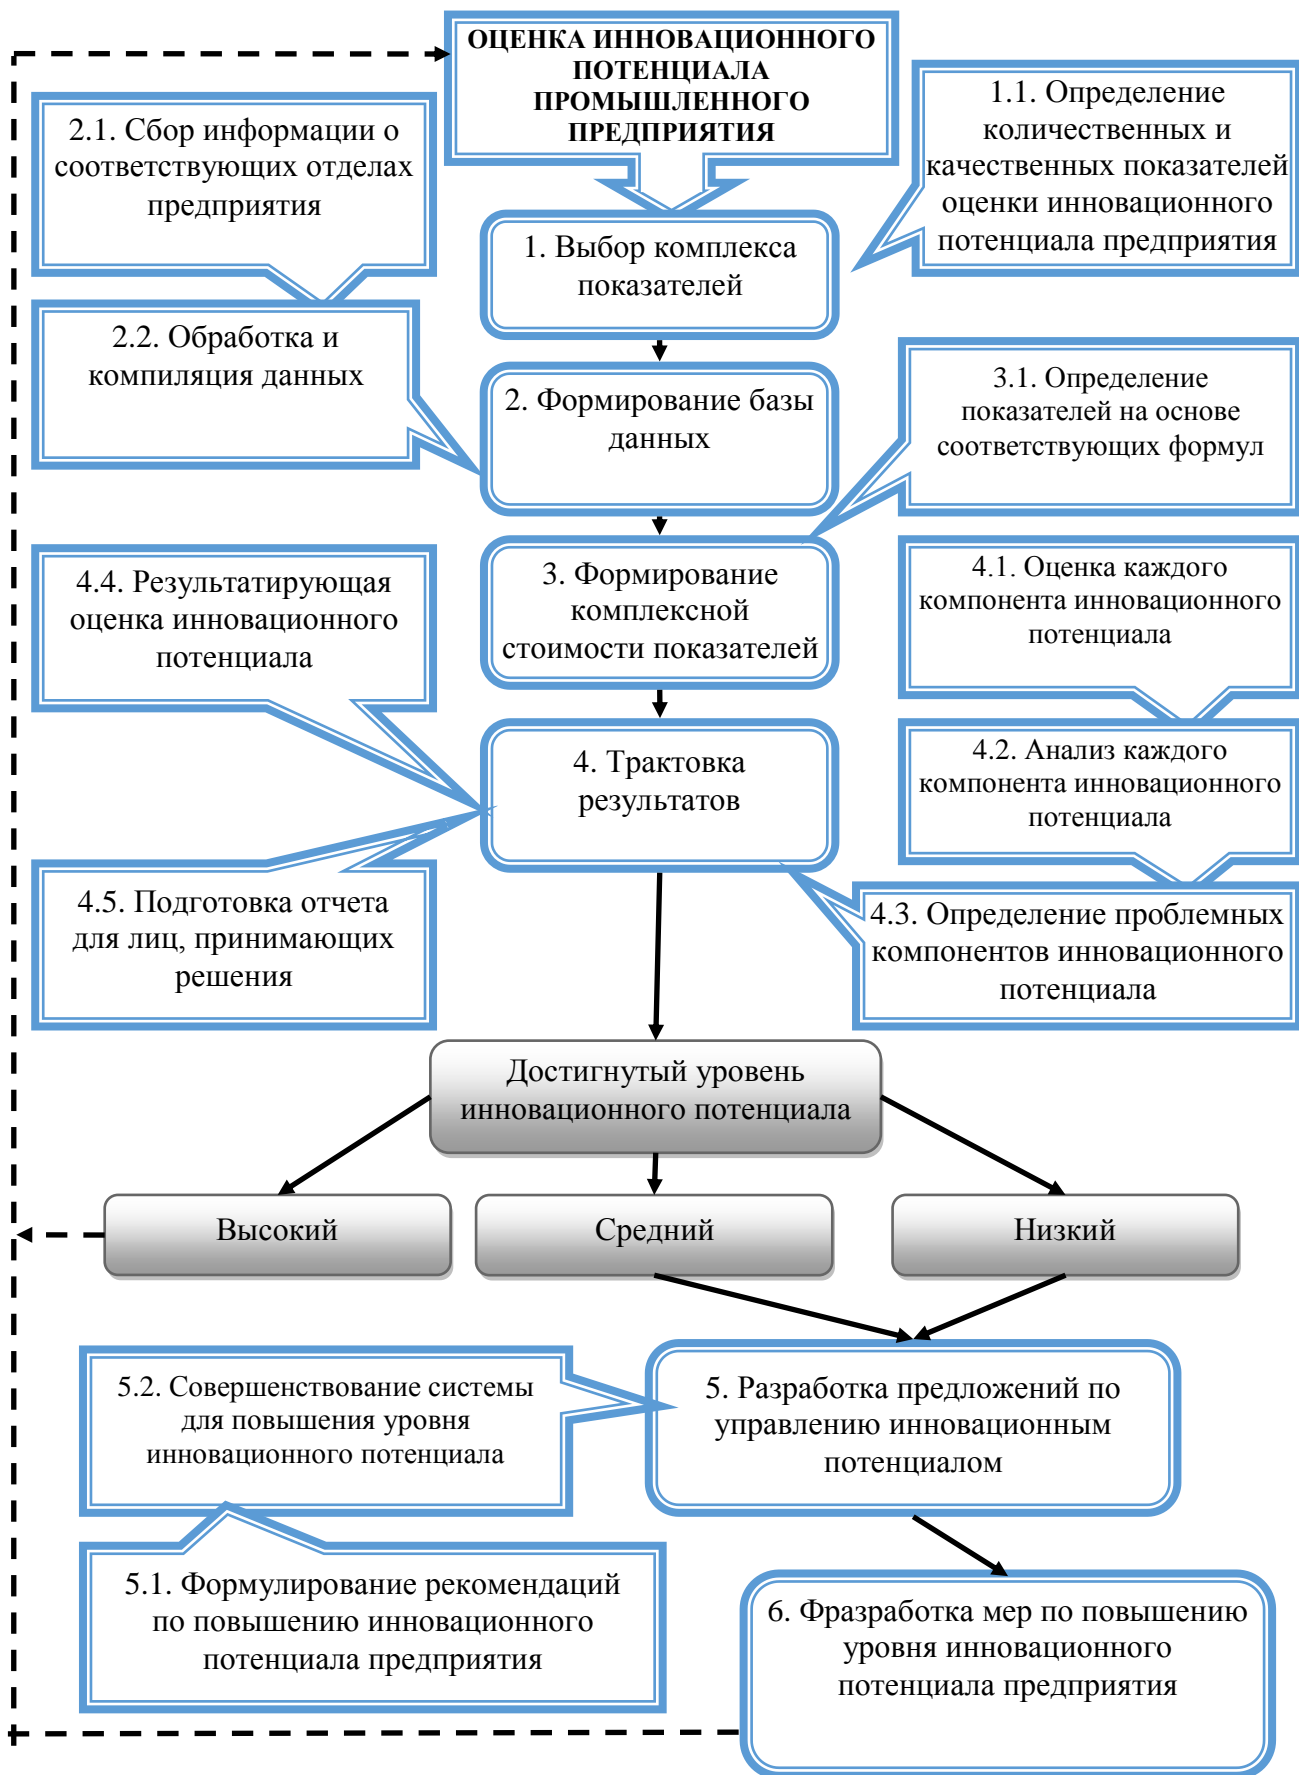 ОЦЕНКА ИННОВАЦИОННОГО
ПОТЕНЦИАЛА
ПРОМЫШЛЕННОГО
ПРЕДПРИЯТИЯ
1.1. Определение
количественных и
качественных показателей
оценки инновационного
потенциала предприятия
2.1. Сбор информации о
соответствующих отделах
предприятия
1. Выбор комплекса
показателей
2.2. Обработка и
компиляция данных
2. Формирование базы
данных
3.1. Определение
показателей на основе
соответствующих формул
3. Формирование
комплексной
стоимости показателей
4.4. Результатирующая
оценка инновационного
потенциала
4.1. Оценка каждого
компонента инновационного
потенциала
4. Трактовка
результатов
4.2. Анализ каждого
компонента инновационного
потенциала
4.5. Подготовка отчета
для лиц, принимающих
решения
4.3. Определение проблемных
компонентов инновационного
потенциала
Достигнутый уровень
инновационного потенциала
Высокий
Средний
Низкий
5.2. Совершенствование системы
для повышения уровня
инновационного потенциала
5. Разработка предложений по
управлению инновационным
потенциалом
5.1. Формулирование рекомендаций
по повышению инновационного
потенциала предприятия
6. Фразработка мер по повышению
уровня инновационного
потенциала предприятия